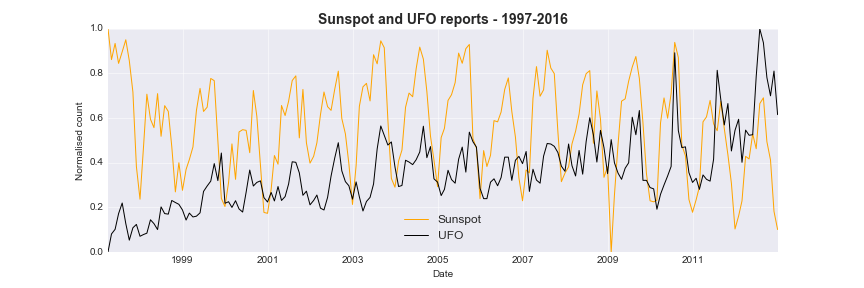 Sunspot and UFO reports - 1997-2016
1.0
0.8
0.6
0.4
0.2
0.0
Normalised count
Sunspot
UFO
1999
2001
2003
2005
2007
2009
2011
Date